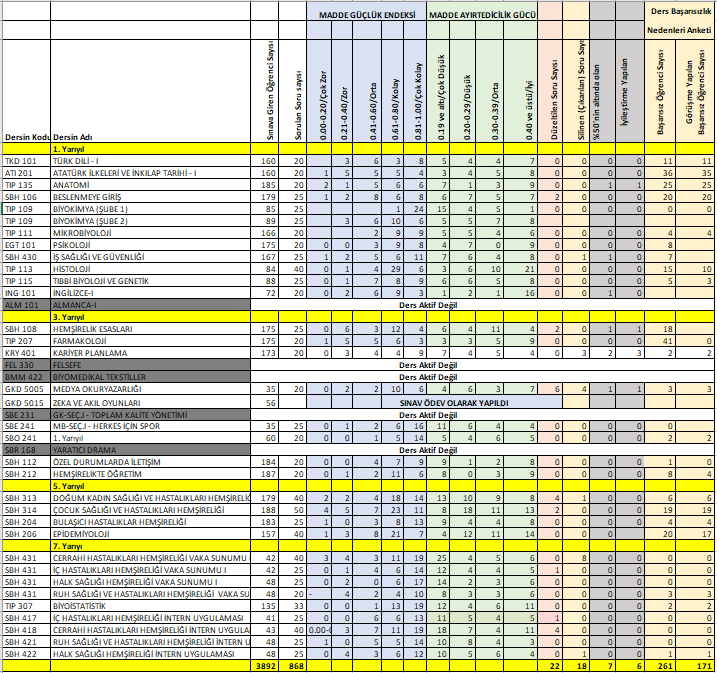 MADDE GÜÇLÜK ENDEKSİ MADDE AYIRTEDİCİLİK GÜCÜ Ders Başarısızlık Nedenleri Anketi
Dersin Kodu Dersin Adı Sınava Giren Öğrenci Sayısı Sorulan Soru sayısı 0.00-0.20/Çok Zor 0.21-0.40/Zor 0.41-0.60/Orta 0.61-0.80/Kolay 0.81-1.00/Çok Kolay 0.19 ve altı/Çok Düşük 0.20-0.29/Düşük 0.30-0.39/Orta 0.40 ve üstü/İyi Düzeltilen Soru Sayısı Silinen (Çıkarılan) Soru Say %50'nin altında olan İyileştirme Yapılan Başarısız Öğrenci Sayısı Görüşme Yapılan Başarısız Öğrenci Sayısı
1. Yarıyıl
TKD 101 TÜRK DİLİ - I 160 20 3 6 3 8 5 4 4 7 0 0 0 0 11 11
ATI 201 ATATÜRK İLKELERİ VE İNKILAP TARİHİ - I 160 20 1 5 5 5 4 4 5 5 6 0 0 0 0 36 35
TIP 135 ANATOMİ 185 20 2 1 5 6 6 7 1 3 9 0 0 1 0 25 25
SBH 106 BESLENMEYE GİRİŞ 179 25 1 2 8 6 8 6 7 5 7 2 0 0 0 20 20
TIP 109 BİYOKİMYA (ŞUBE 1) 85 25 1 24 15 4 5 1 0 0 0 0
TIP 109 BİYOKİMYA (ŞUBE 2) 89 25 3 6 10 6 5 5 7 8 0 0 0
TIP 111 MİKROBİYOLOJİ 166 20 2 9 9 5 5 4 6 0 0 0 0 4 4
EGT 101 PSİKOLOJİ 175 20 0 0 3 9 8 4 7 0 9 0 0 0 0 8
SBH 430 İŞ SAĞLIĞI VE GÜVENLİĞİ 167 25 1 2 5 6 11 7 6 4 8 0 1 1 0 7
TIP 113 HİSTOLOJİ 84 40 0 1 4 29 6 3 6 10 21 0 0 0 0 15 10
TIP 115 TIBBİ BİYOLOJİ VE GENETİK 88 25 0 1 7 8 9 6 3 5 8 0 0 0 0 5 3
ING 101 İNGİLİZCE-I 72 20 0 2 6 9 3 1 2 1 16 0 0 1 0
ALM 101 ALMANCA-I Ders Aktif Değil
3. Yarıyıl
SBH 108 HEMŞİRELİK ESASLARI 175 25 0 6 3 12 4 6 4 11 4 2 0 1 1 18
TIP 207 FARMAKOLOJİ 175 20 1 5 5 6 3 3 6 7 4 0 0 0 0 41 0
KRY 401 KARİYER PLANLAMA 173 20 0 3 4 4 9 7 4 5 4 0 3 2 3 2 2
FEL 330 FELSEFE Ders Aktif Değil
BMM 422 BİYOMEDİKAL TEKSTİLLER Ders Aktif Değil
GKD 5005 MEDYA OKURYAZARLIĞI 35 20 0 2 2 10 6 4 6 3 7 6 4 1 1 3 3
GKD 5015 ZEKA VE AKIL OYUNLARI 56 SINAV ÖDEV OLARAK YAPILDI
SBE 231 GK-SEÇ.I - TOPLAM KALİTE YÖNETİMİ Ders Aktif Değil
SBE 241 MB-SEÇ.I - HERKES İÇİN SPOR 35 25 0 1 2 6 16 11 6 4 4 0 0 0 0
SBO 241 1. Yarıyıl 60 20 0 0 1 5 14 5 4 6 5 0 0 0 0 2 2
SBR 168 YARATICI DRAMA Ders Aktif Değil
SBH 112 ÖZEL DURUMLARDA İLETİŞİM 184 20 0 0 4 7 9 9 1 2 8 0 0 0 0 1 0
SBH 212 HEMŞİRELİKTE ÖĞRETİM 187 20 0 1 2 11 6 8 0 3 9 0 0 0 0 8 4
5. Yarıyıl
SBH 313 DOĞUM KADIN SAĞLIĞI VE HASTALIKLARI HEMŞİRELİĞ 179 40 2 2 4 18 14 13 10 9 8 4 1 0 0 6 6
SBH 314 ÇOCUK SAĞLIĞI VE HASTALIKLARI HEMŞİRELİĞİ 188 50 4 5 7 23 11 8 18 11 13 2 0 0 0 19 19
SBH 204 BULAŞICI HASTALIKLAR HEMŞİRELİĞİ 183 25 1 0 3 8 13 9 4 4 8 0 0 0 0 4 4
SBH 206 EPİDEMİYOLOJİ 157 40 1 3 8 21 7 4 12 11 14 0 0 0 0 20 17
7. Yarıyı
SBH 431 CERRAHİ HASTALIKLARI HEMŞİRELİĞİ VAKA SUNUMU 42 40 3 4 3 11 19 25 4 5 6 0 8 0 0 0 0
SBH 431 İÇ HASTALIKLARI HEMŞİRELİĞİ VAKA SUNUMU I 42 25 0 1 4 6 14 12 4 4 5 1 0 0 0 0 0
SBH 431 HALK SAĞLIĞI HEMŞİRELİĞİ VAKA SUNUMU I 48 25 0 2 0 6 17 14 2 3 6 0 0 0 0 0 0
SBH 431 RUH SAĞLIĞI VE HASTALIKLARI HEMŞİRELİĞİ VAKA SU 48 20 - 4 2 4 10 8 3 3 6 0 0 0 0 3 3
TIP 307 BİYOİSTATİSTİK 135 33 0 0 1 13 19 12 4 6 11 0 0 0 0 2 2
SBH 417 İÇ HASTALIKLARI HEMŞİRELİĞİ İNTERN UYGULAMASI 41 25 0 0 6 6 13 11 5 4 5 1 0 0 0 0 0
SBH 418 CERRAHİ HASTALIKLARI HEMŞİRELİĞİ İNTERN UYGULA 43 40 0.00-0 3 7 11 19 18 7 4 11 4 0 0 0 0 0
SBH 421 RUH SAĞLIĞI VE HASTALIKLARI HEMŞİRELİĞİ İNTERN U 48 25 1 0 5 5 14 10 8 4 3 0 0 0 0 0 0
SBH 422 HALK SAĞLIĞI HEMŞİRELİĞİ İNTERN UYGULAMASI 48 25 0 3 4 6 12 10 5 6 4 0 1 0 0 1 1
3892 868 22 18 7 6 261 171